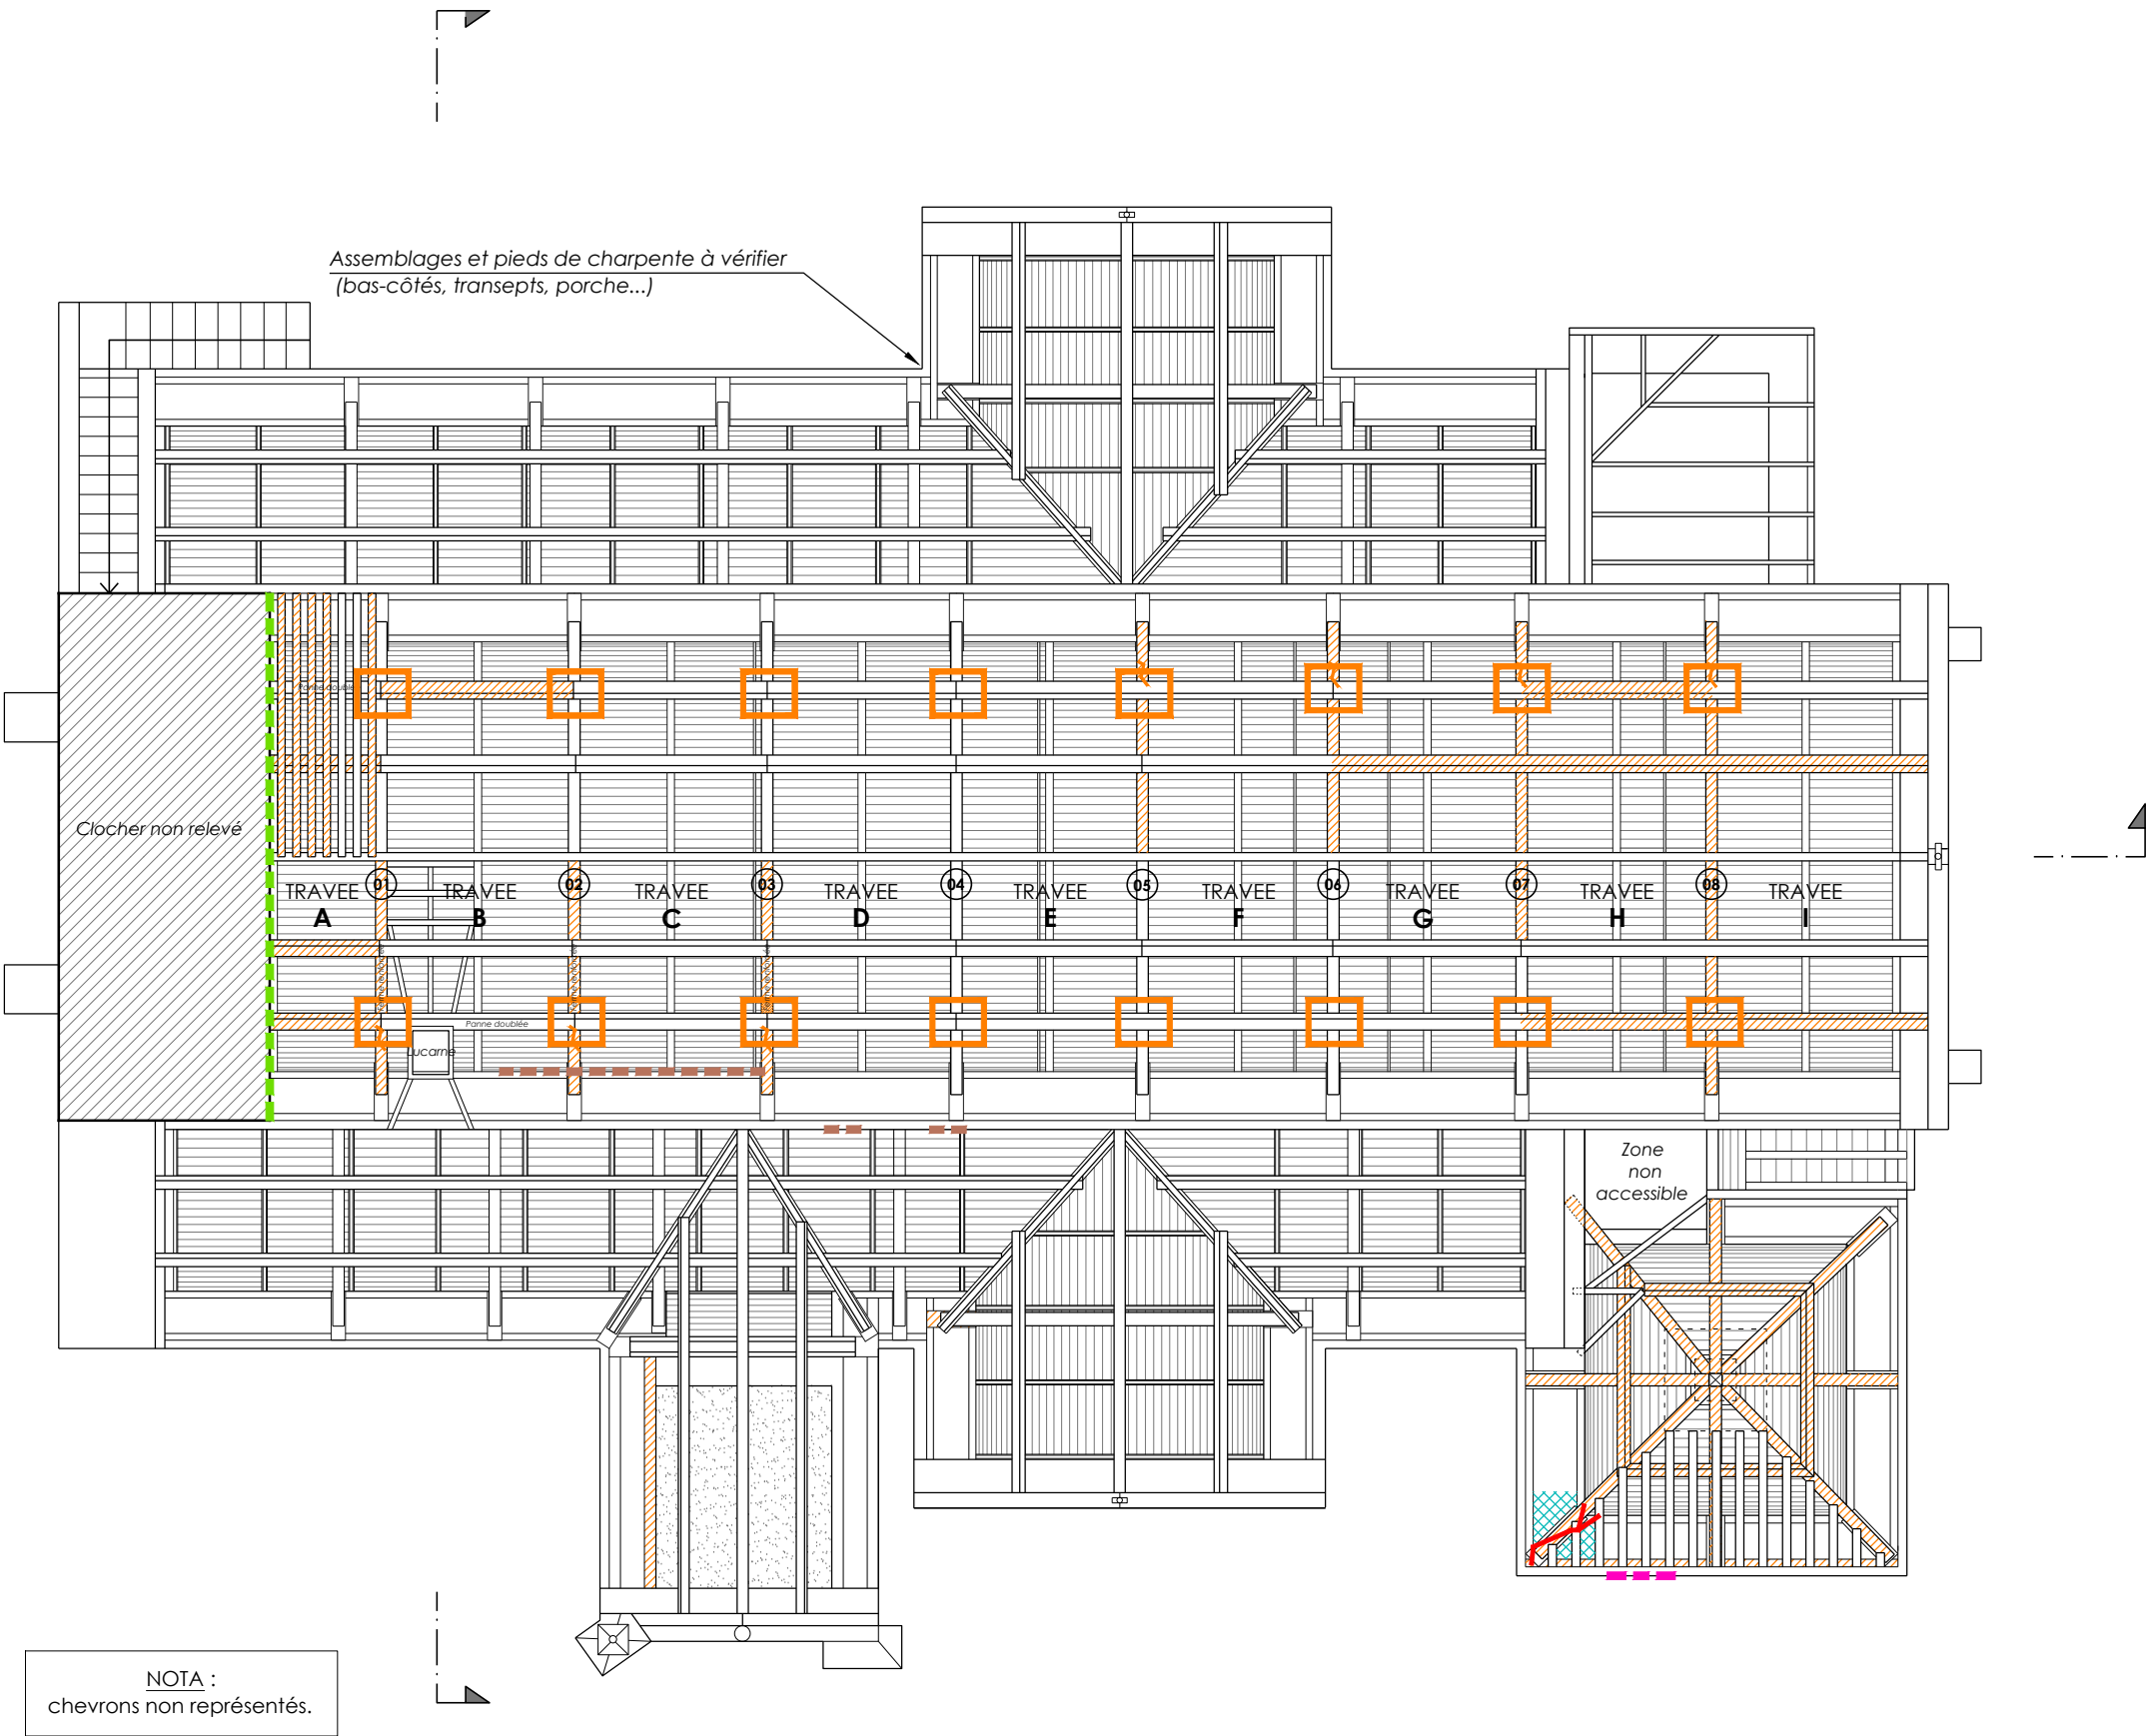 Assemblages et pieds de charpente à vérifier
(bas-côtés, transepts, porche...)
Panne doublée
Clocher non relevé
01 02 03 04 05 06 07 08
TRAVEE TRAVEE TRAVEE TRAVEE TRAVEE TRAVEE TRAVEE TRAVEE TRAVEE
A B C D E F G H I
Panne doublée
Lucarne
Zone
non
accessible
NOTA :
chevrons non représentés.